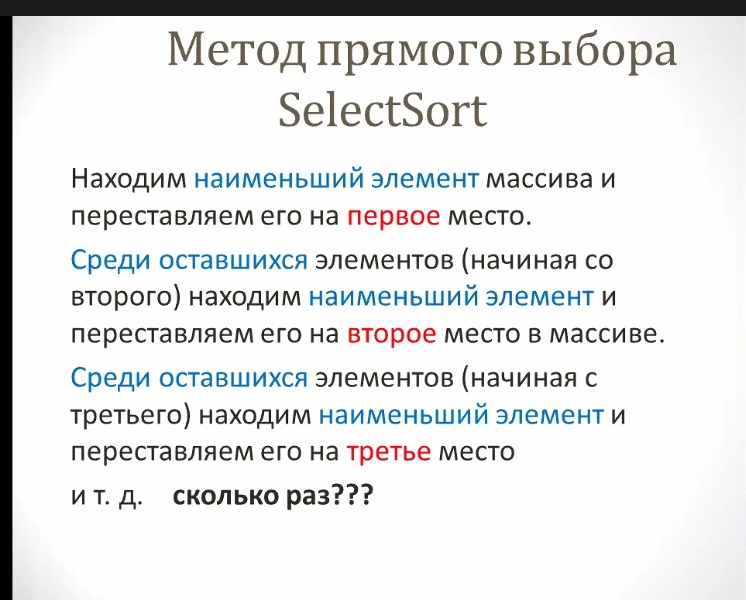 Метод прямого выбора
SelectSort
Находим наименьший элемент массива и
переставляем его на первое место.
Среди оставшихся элементов (начиная со
второго) находим наименьший элемент и
переставляем его на второе место в массиве.
Среди оставшихся элементов (начиная с
третьего) находим наименьший элемент и
переставляем его на третье место
и т. д. сколько раз???